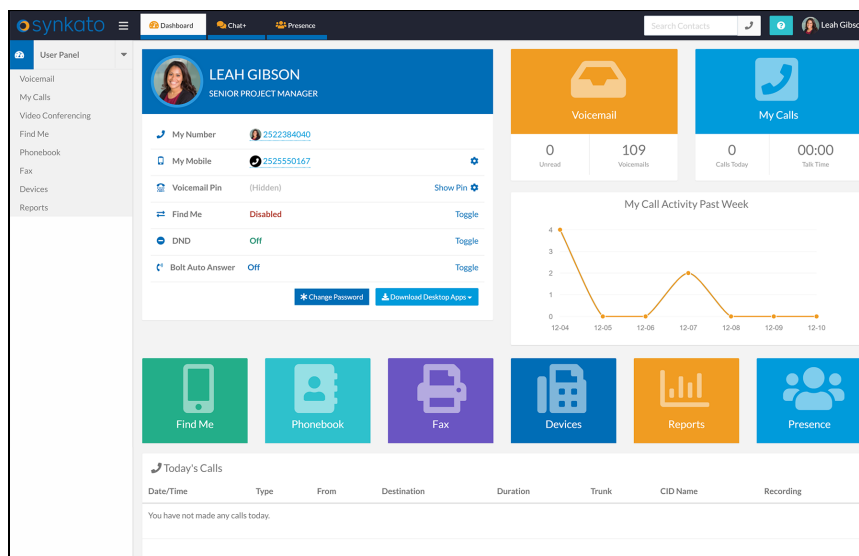 synkato
Dashboard
Chat+
Presence
Search Contacts
Leah Gibso
User Panel
Voicemail
My Calls
Video Conferencing
Find Me
Phonebook
Fax
Devices
Reports
LEAH GIBSON
SENIOR PROJECT MANAGER
My Number 2522384040
My Mobile 2525550167
Voicemail Pin (Hidden) Show Pin
Find Me Disabled Toggle
DND Off Toggle
Bolt Auto Answer Off Toggle
Change Password Download Desktop Apps
Voicemail
0 109
Unread Voicemails
My Calls
0 00:00
Calls Today Talk Time
My Call Activity Past Week
4
3
2
1
0
12-04 12-05 12-06 12-07 12-08 12-09 12-10
Find Me
Phonebook
Fax
Devices
Reports
Presence
Today's Calls
Date/Time Type From Destination Duration Trunk CID Name Recording
You have not made any calls today.